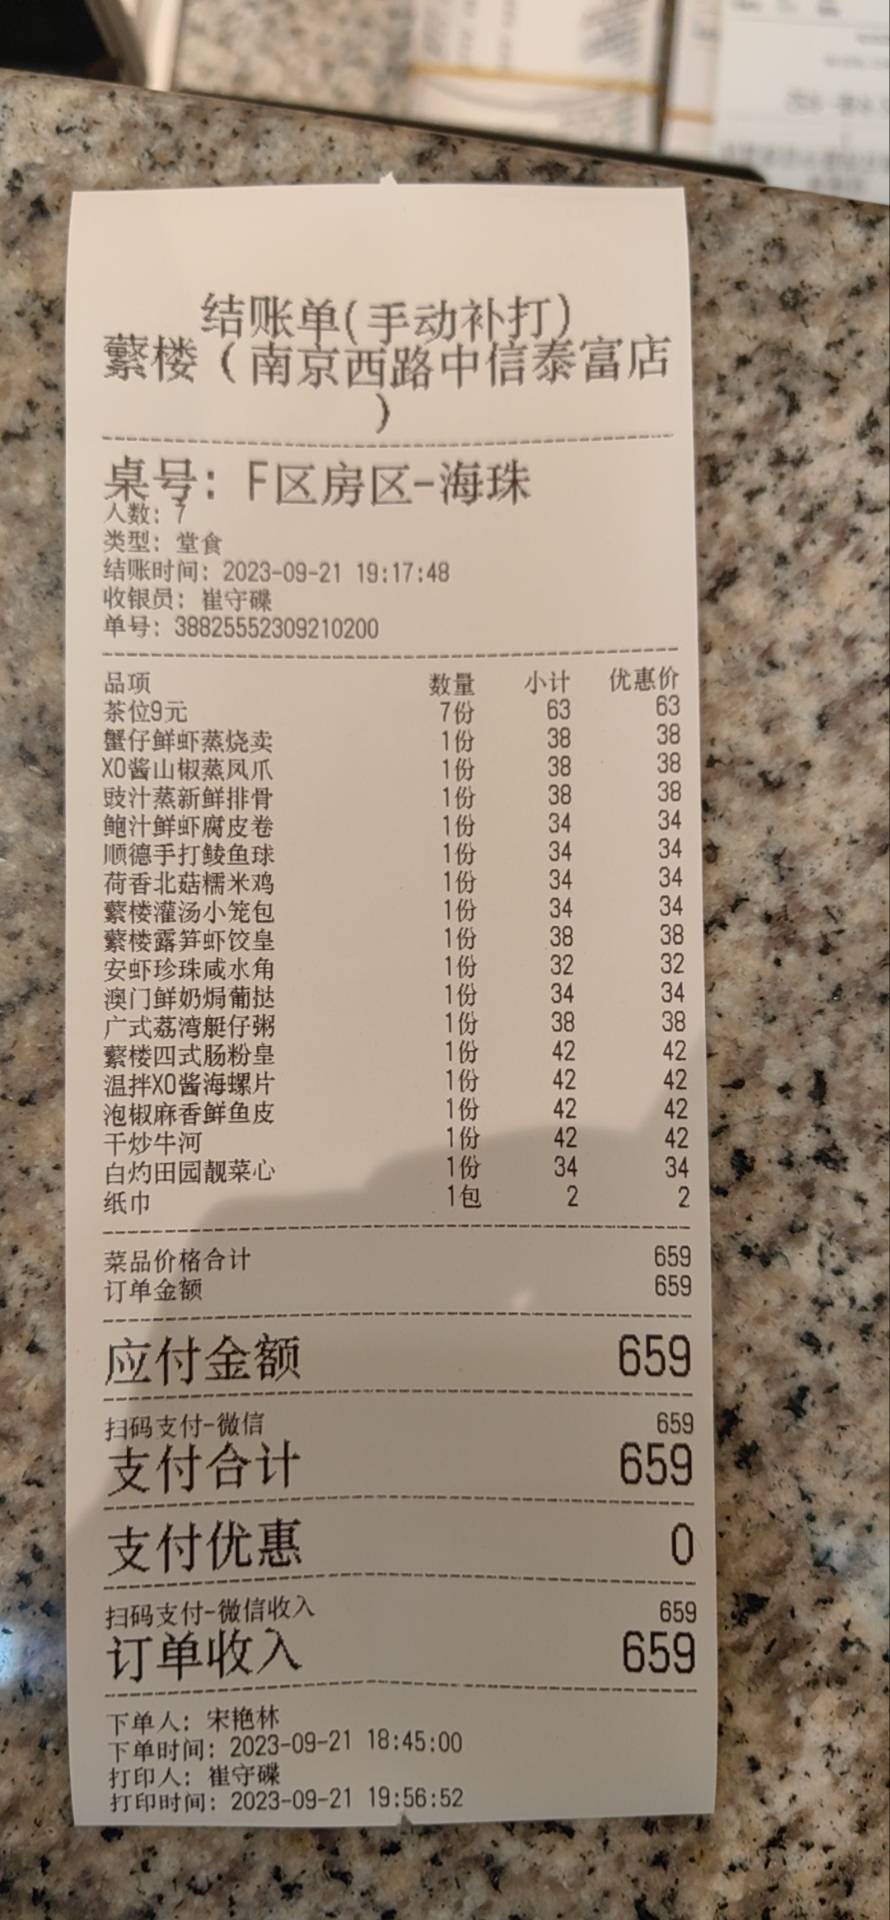 结账单(手动补打)
蘩楼(南京西路中信泰富店
)
桌号: F区房区-海珠
人数: 7
类型: 堂食
结账时间: 2023-09-21 19:17:48
收银员: 崔守碟
单号: 388255552309210200
品项 数量 小计 优惠价
茶位9元 7份 63 63
蟹仔鲜虾蒸烧卖 1份 38 38
XO酱山椒蒸凤爪 1份 38 38
豉汁蒸新鲜排骨 1份 38 38
鲍汁鲜虾腐皮卷 1份 34 34
顺德手打鲮鱼球 1份 34 34
荷香北菇糯米鸡 1份 34 34
蘩楼灌汤小笼包 1份 34 34
蘩楼露笋虾饺皇 1份 38 38
安虾珍珠咸水角 1份 32 32
澳门鲜奶焗葡挞 1份 34 34
广式荔湾艇仔粥 1份 38 38
蘩楼四式肠粉皇 1份 42 42
温拌XO酱海螺片 1份 42 42
泡椒麻香鲜鱼皮 1份 42 42
干炒牛河 1份 42 42
白灼田园靓菜心 1份 34 34
纸巾 1包 2 2
菜品价格合计 659
订单金额 659
应付金额 659
扫码支付-微信 659
支付合计 659
支付优惠 0
扫码支付-微信收入 659
订单收入 659
下单人: 宋艳林
下单时间: 2023-09-21 18:45:00
打印人: 崔守碟
打印时间: 2023-09-21 19:56:52